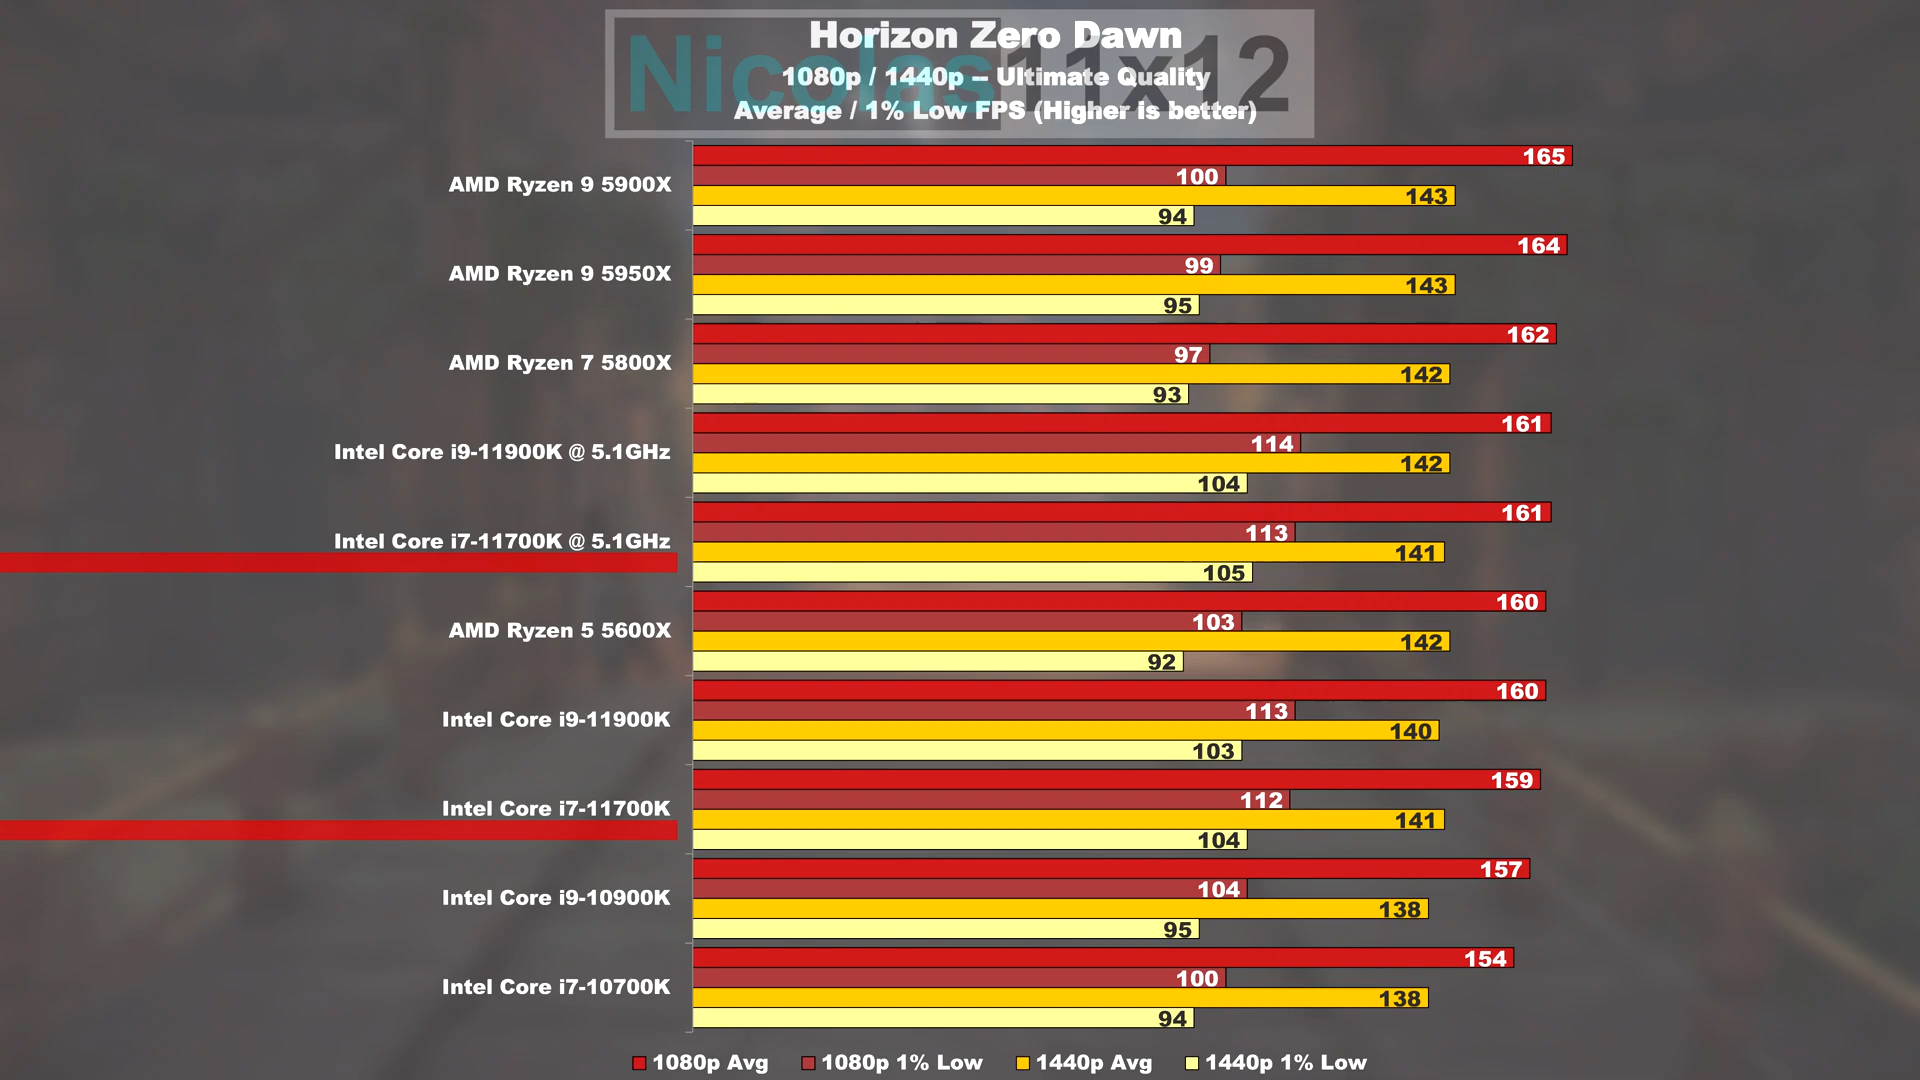 Horizon Zero Dawn
Nicolas11x12
1080p / 1440p – Ultimate Quality
Average / 1% Low FPS (Higher is better)
AMD Ryzen 9 5900X
165
100
143
94
AMD Ryzen 9 5950X
164
99
143
95
AMD Ryzen 7 5800X
162
97
142
93
Intel Core i9-11900K @ 5.1GHz
161
114
142
104
Intel Core i7-11700K @ 5.1GHz
161
113
141
105
AMD Ryzen 5 5600X
160
103
142
92
Intel Core i9-11900K
160
113
140
103
Intel Core i7-11700K
159
112
141
104
Intel Core i9-10900K
157
104
138
95
Intel Core i7-10700K
154
100
138
94
1080p Avg 1080p 1% Low 1440p Avg 1440p 1% Low